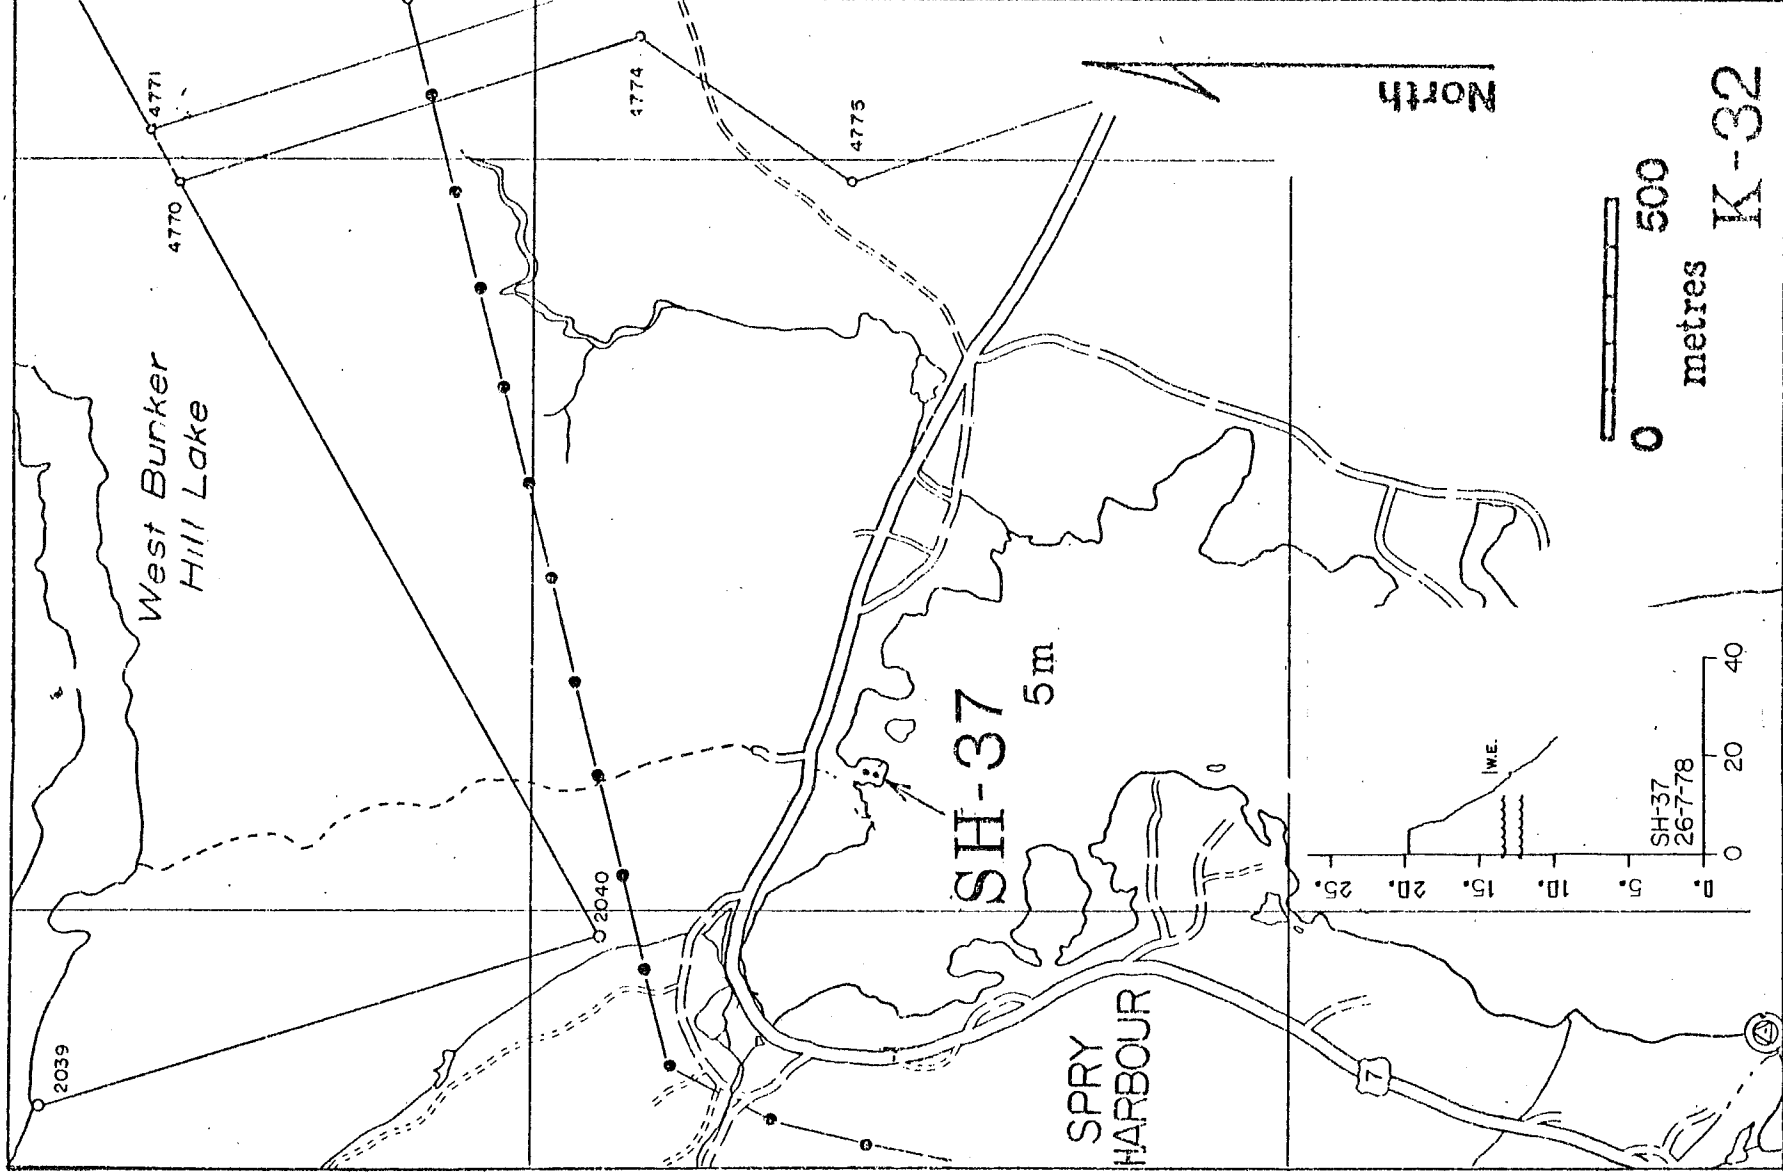 4771
4770
4774
4775
North
West Bunker
Hill Lake
2040
2039
SH-37
5m
SPRY
HARBOUR
7
0 500
metres
K-32
W.E.
SH-37
26-7-78
25.
20.
15.
10.
5.
0.
0 20 40